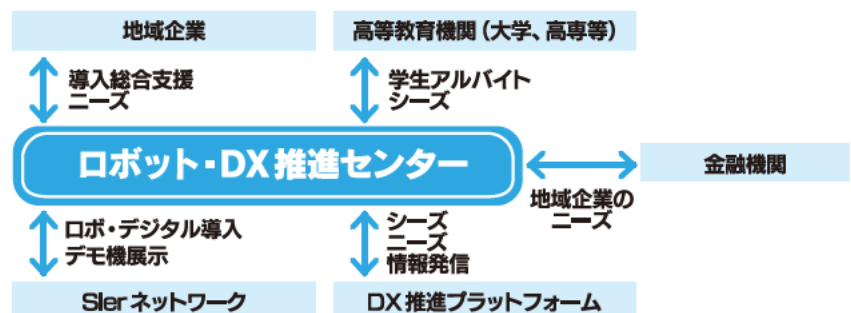 地域企業
高等教育機関（大学、高専等）
導入総合支援
ニーズ
学生アルバイト
シーズ
ロボット・DX推進センター
金融機関
地域企業の
ニーズ
ロボ・デジタル導入
デモ機展示
シーズ
ニーズ
情報発信
SIerネットワーク
DX推進プラットフォーム